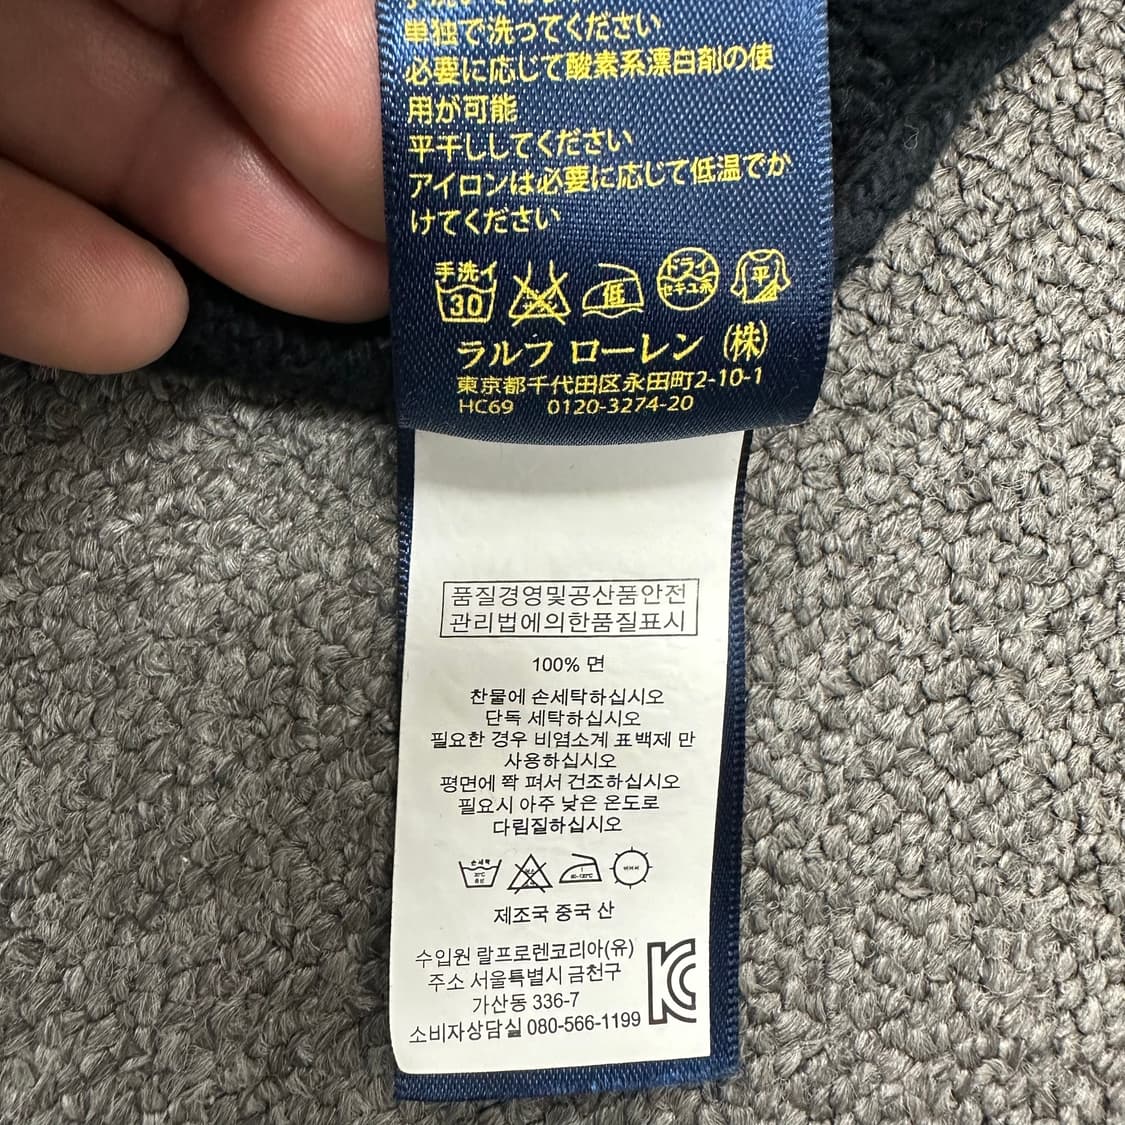 単独で洗ってください
必要に応じて酸素系漂白剤の使
用が可能
平干ししてください
アイロンは必要に応じて低温でか
けてください
手洗イ
30
低
ドライ
セキユ系
平
ラルフ ローレン (株)
東京都千代田区永田町2-10-1
HC69 0120-3274-20
품질경영및공산품안전
관리법에의한품질표시
100% 면
찬물에 손세탁하십시오
단독 세탁하십시오
필요한 경우 비염소계 표백제 만
사용하십시오
평면에 쫙 펴서 건조하십시오
필요시 아주 낮은 온도로
다림질하십시오
손세탁
제조국 중국 산
수입원 랄프로렌코리아(유)
주소 서울특별시 금천구
가산동 336-7
소비자상담실 080-566-1199